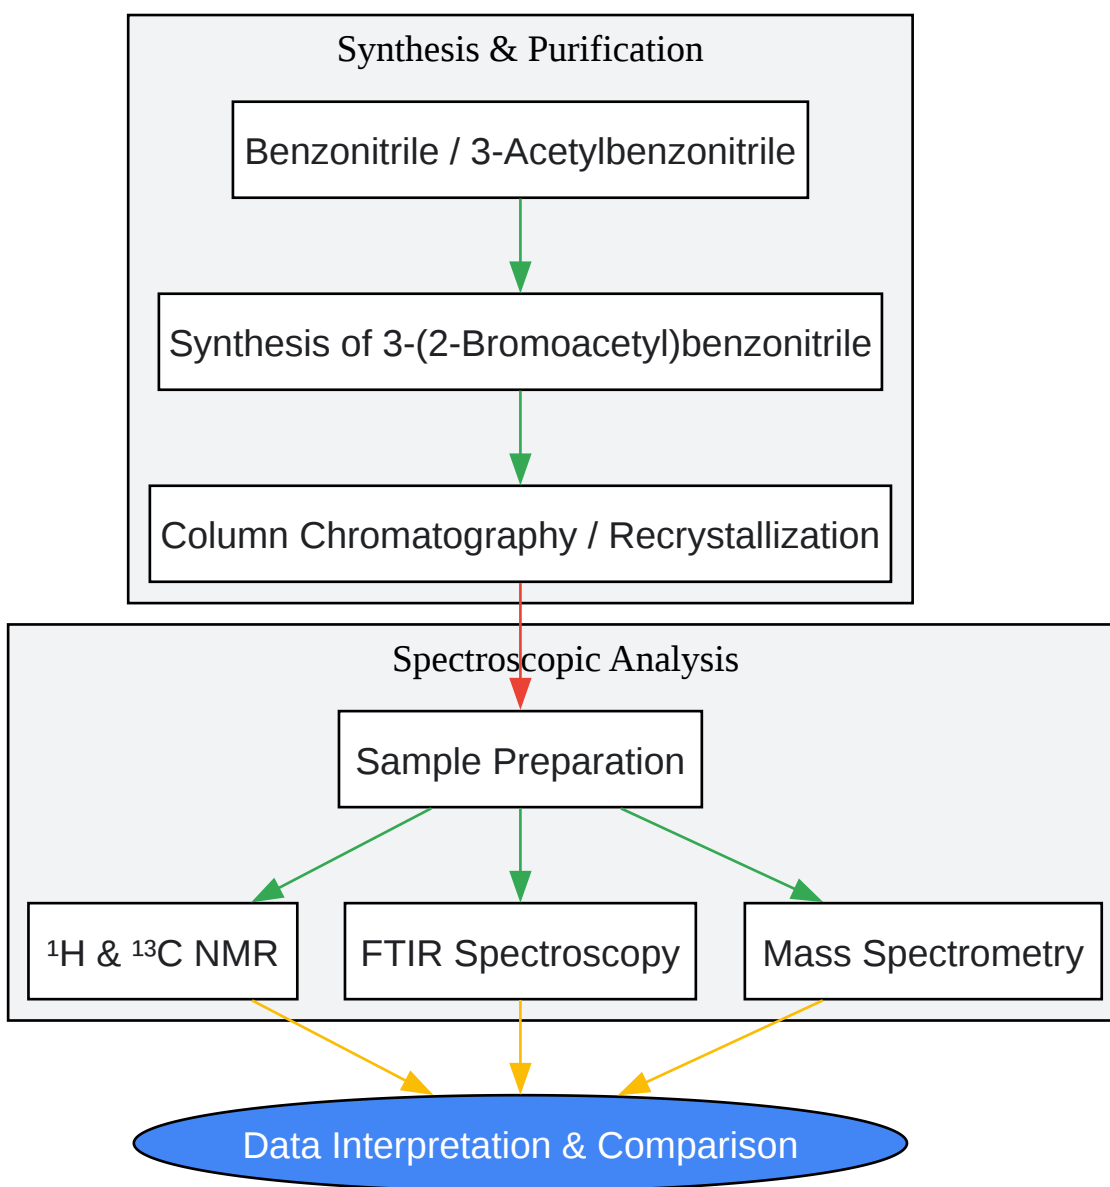 Synthesis & Purification
Benzonitrile / 3-Acetylbenzonitrile
Synthesis of 3-(2-Bromoacetyl)benzonitrile
Column Chromatography / Recrystallization
Spectroscopic Analysis
Sample Preparation
¹H & ¹³C NMR
FTIR Spectroscopy
Mass Spectrometry
Data Interpretation & Comparison